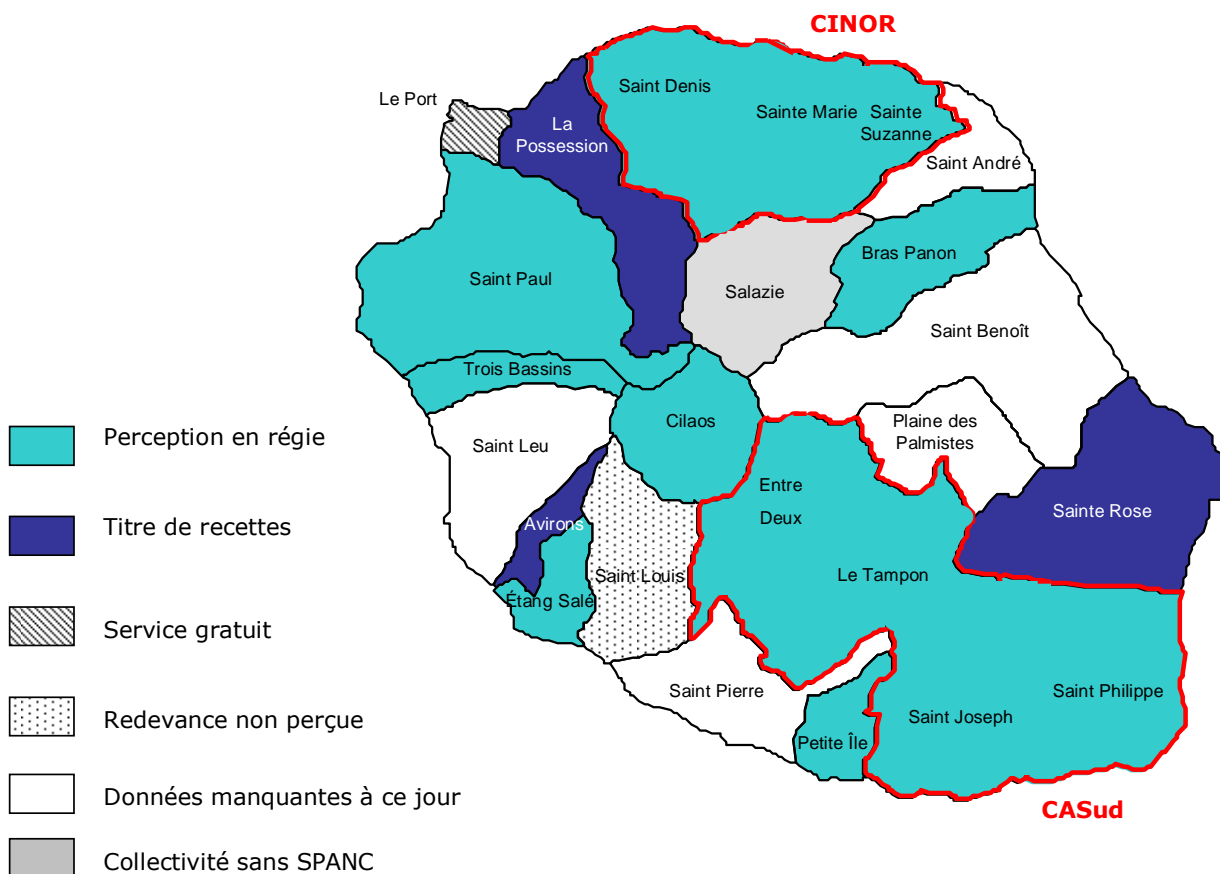 CINOR
Saint Denis
Le Port
Sainte Marie
Sainte
Suzanne
La
Possession
Saint André
Bras Panon
Saint Paul
Salazie
Saint Benoît
Trois Bassins
Cilaos
Plaine des
Palmistes
Saint Leu
Entre
Deux
Sainte Rose
Avirons
Saint Louis
Le Tampon
Étang Salé
Saint Pierre
Saint Philippe
Saint Joseph
Petite Île
CASud
Perception en régie
Titre de recettes
Service gratuit
Redevance non perçue
Données manquantes à ce jour
Collectivité sans SPANC